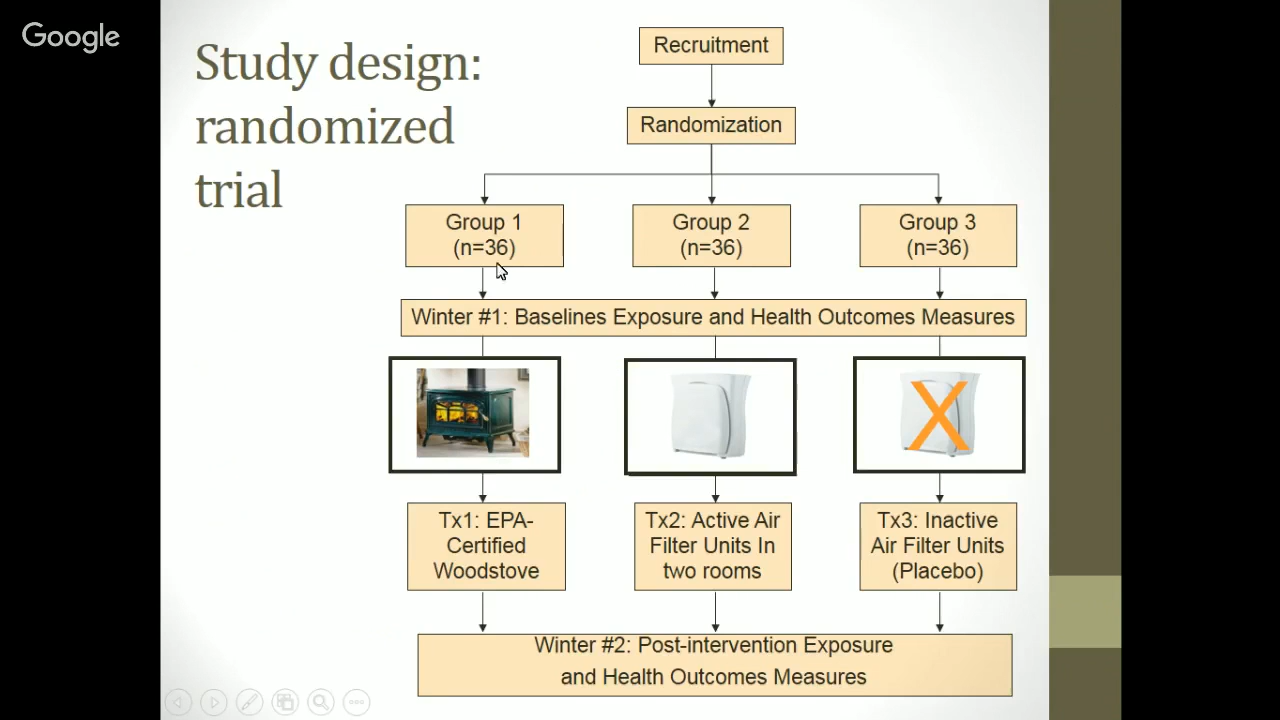 Google
Study design:
randomized
trial
Recruitment
Randomization
Group 1
(n=36)
Group 2
(n=36)
Group 3
(n=36)
Winter #1: Baselines Exposure and Health Outcomes Measures
X
Tx1: EPA-
Certified
Woodstove
Tx2: Active Air
Filter Units In
two rooms
Tx3: Inactive
Air Filter Units
(Placebo)
Winter #2: Post-intervention Exposure
and Health Outcomes Measures